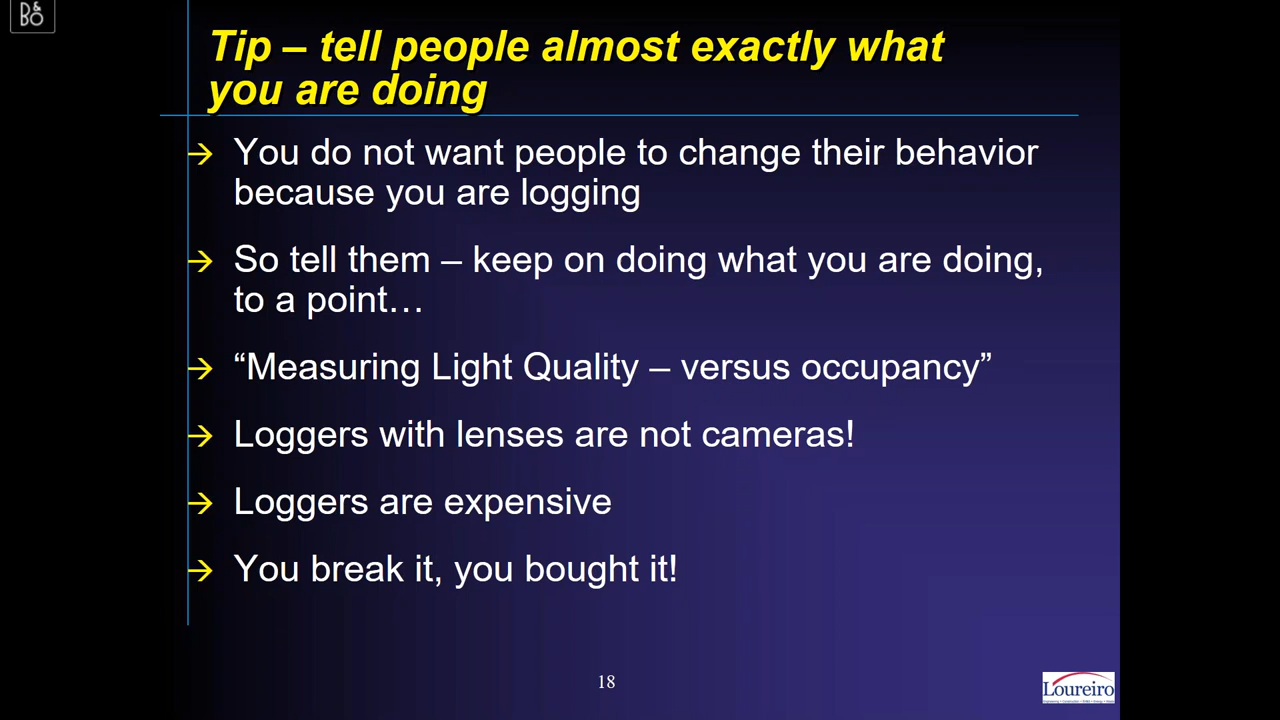 B&O
Tip – tell people almost exactly what
you are doing
→ You do not want people to change their behavior
because you are logging
→ So tell them – keep on doing what you are doing,
to a point…
→ “Measuring Light Quality – versus occupancy”
→ Loggers with lenses are not cameras!
→ Loggers are expensive
→ You break it, you bought it!
18
Loureiro